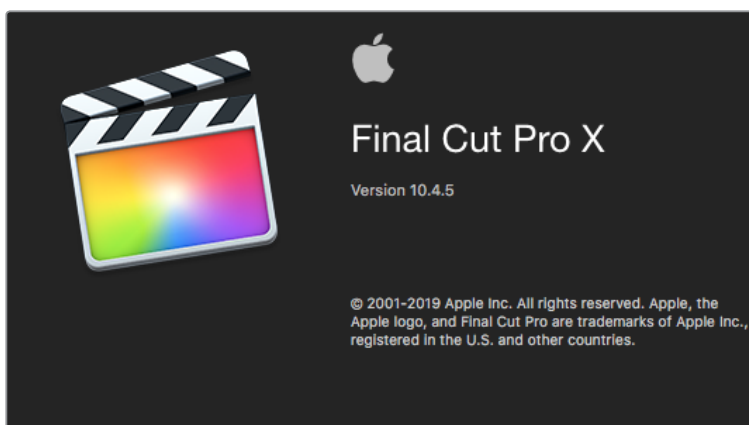 Final Cut Pro X
Version 10.4.5
© 2001-2019 Apple Inc. All rights reserved. Apple, the
Apple logo, and Final Cut Pro are trademarks of Apple Inc.,
registered in the U.S. and other countries.